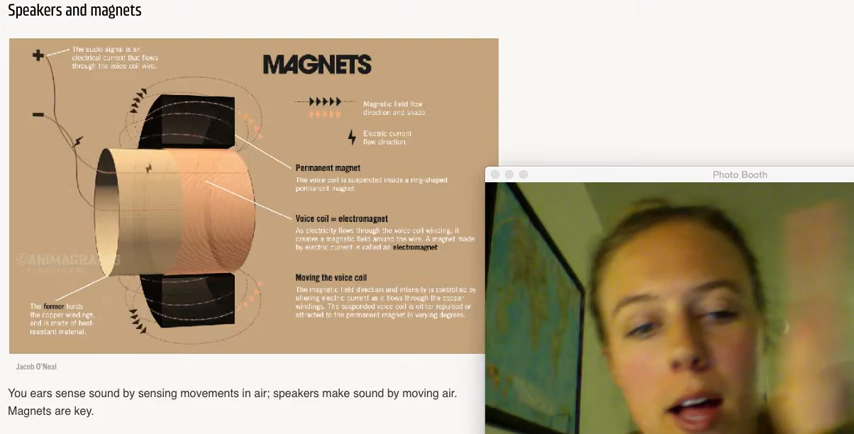 Speakers and magnets
The audio signal is an
electrical current that flows
through the voice coil wire.
MAGNETS
Magnetic field flow
direction and shape.
Electric current
flow direction.
Permanent magnet
The voice coil is suspended inside a ring-shaped
permanent magnet.
Voice coil = electromagnet
As electricity flows through the voice coil winding, it
creates a magnetic field around the wire. A magnet made
by electric current is called an electromagnet
Moving the voice coil
The magnetic field direction and intensity is controlled by
altering electric current as it flows through the copper
windings. The suspended voice coil is either repulsed or
attracted to the permanent magnet in varying degrees.
©ANIMAGRA
The former holds
the copper windings,
and is made of heat
resistant material.
Jacob O'Neal
You ears sense sound by sensing movements in air; speakers make sound by moving air.
Magnets are key.
Photo Booth